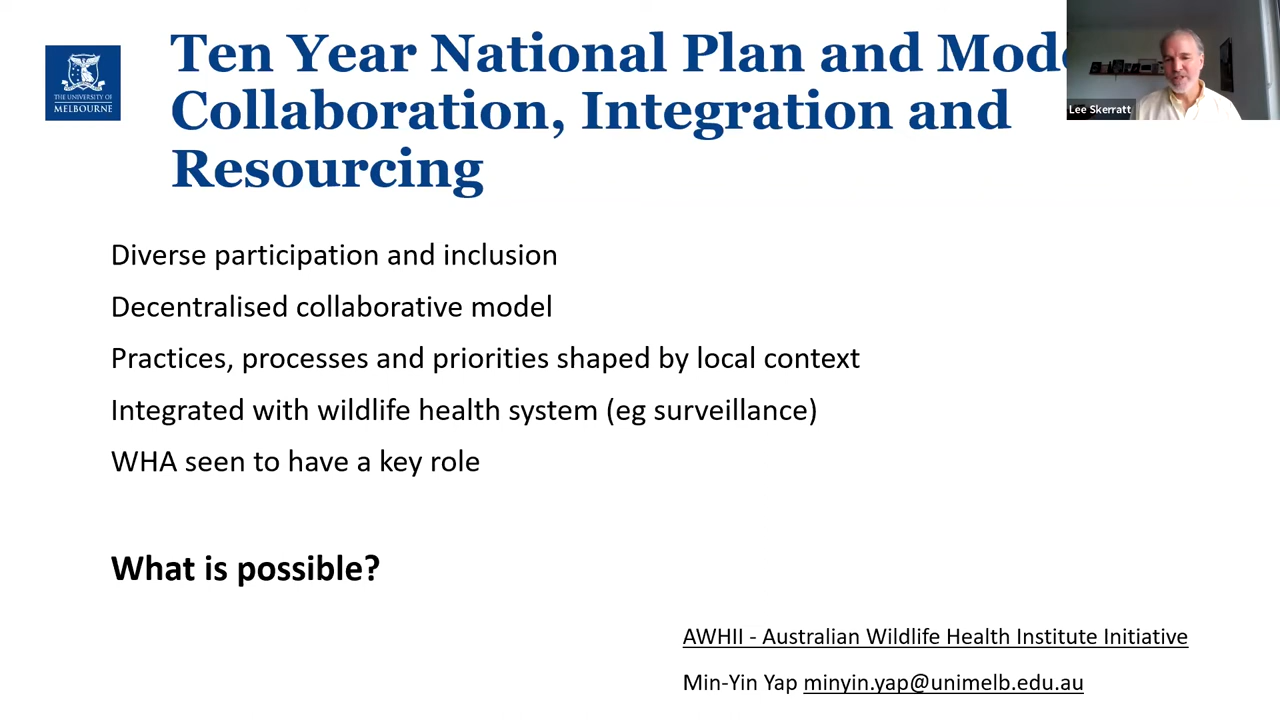 Ten Year National Plan and Mod
Collaboration, Integration and
Resourcing
THE UNIVERSITY OF
MELBOURNE
Lee Skerratt
Diverse participation and inclusion
Decentralised collaborative model
Practices, processes and priorities shaped by local context
Integrated with wildlife health system (eg surveillance)
WHA seen to have a key role
What is possible?
AWHII - Australian Wildlife Health Institute Initiative
Min-Yin Yap minyin.yap@unimelb.edu.au